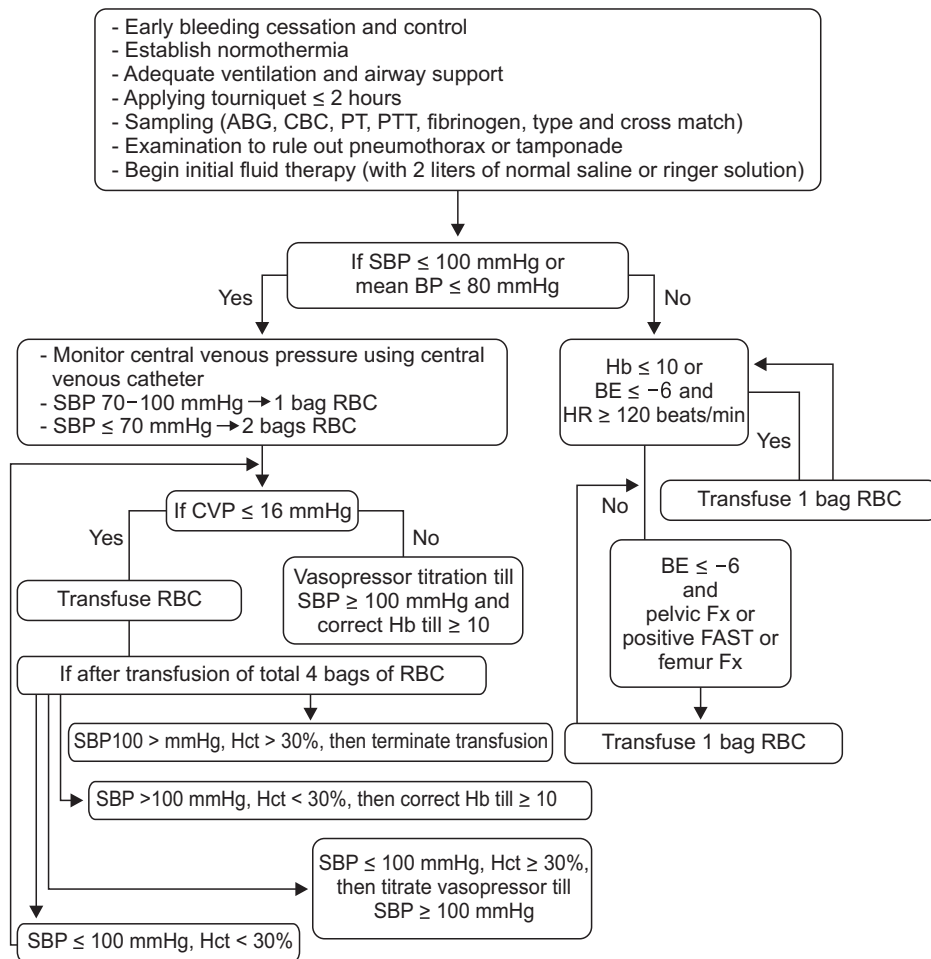 - Early bleeding cessation and control
- Establish normothermia
- Adequate ventilation and airway support
- Applying tourniquet ≤ 2 hours
- Sampling (ABG, CBC, PT, PTT, fibrinogen, type and cross match)
- Examination to rule out pneumothorax or tamponade
- Begin initial fluid therapy (with 2 liters of normal saline or ringer solution)
If SBP ≤ 100 mmHg or
mean BP ≤ 80 mmHg
Yes
No
- Monitor central venous pressure using central
venous catheter
- SBP 70−100 mmHg → 1 bag RBC
- SBP ≤ 70 mmHg → 2 bags RBC
Hb ≤ 10 or
BE ≤ −6 and
HR ≥ 120 beats/min
Yes
No
Transfuse 1 bag RBC
If CVP ≤ 16 mmHg
Yes
No
Transfuse RBC
Vasopressor titration till
SBP ≥ 100 mmHg and
correct Hb till ≥ 10
BE ≤ −6
and
pelvic Fx or
positive FAST or
femur Fx
If after transfusion of total 4 bags of RBC
SBP100 > mmHg, Hct > 30%, then terminate transfusion
Transfuse 1 bag RBC
SBP >100 mmHg, Hct < 30%, then correct Hb till ≥ 10
SBP ≤ 100 mmHg, Hct ≥ 30%,
then titrate vasopressor till
SBP ≥ 100 mmHg
SBP ≤ 100 mmHg, Hct < 30%